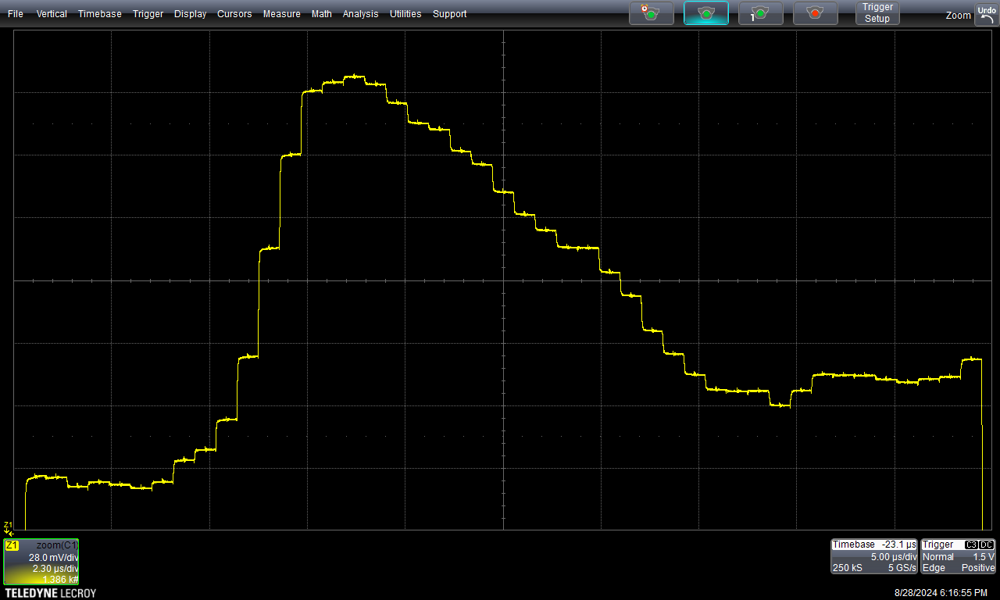 File Vertical Timebase Trigger Display Cursors Measure Math Analysis Utilities Support
1
Trigger
Setup
Zoom
Undo
Z1
Z1 zoom(C1)
28.0 mV/div
2.30 µs/div
1.386 k#
Timebase -23.1 µs
5.00 µs/div
250 kS 5 GS/s
Trigger C3 DC
Normal 1.5 V
Edge Positive
TELEDYNE LECROY
8/28/2024 6:16:55 PM